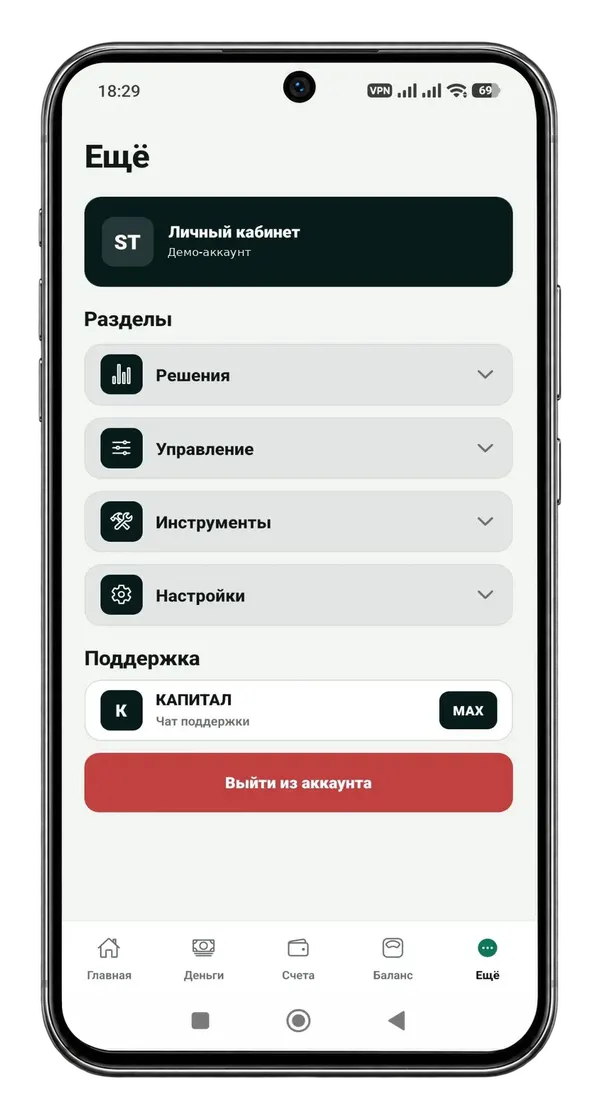 18:29
VPN
69
Ещё
ST
Личный кабинет
Демо-аккаунт
Разделы
Решения
Управление
Инструменты
Настройки
Поддержка
К
КАПИТАЛ
Чат поддержки
MAX
Выйти из аккаунта
Главная
Деньги
Счета
Баланс
Ещё